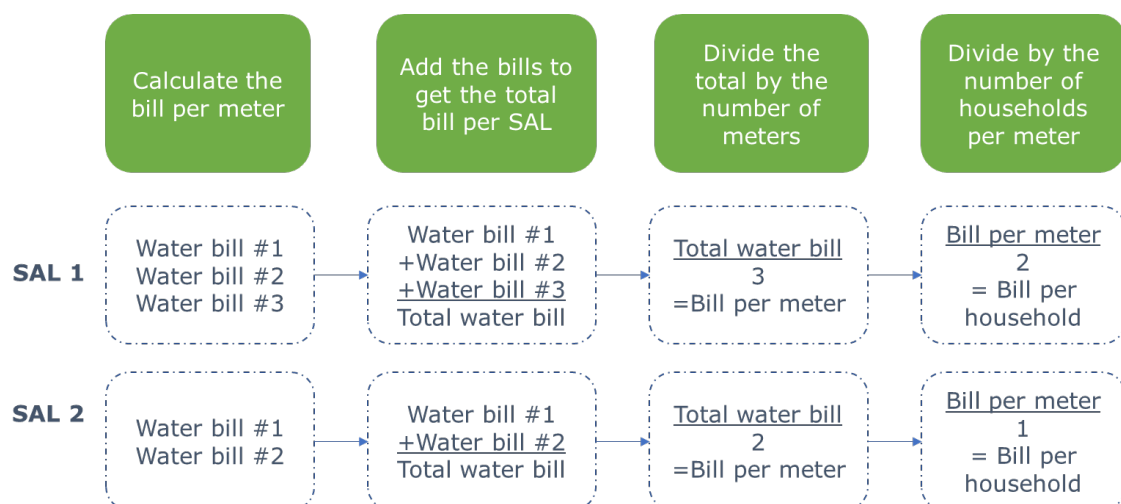 Calculate the
bill per meter
Add the bills to
get the total
bill per SAL
Divide the
total by the
number of
meters
Divide by the
number of
households
per meter
SAL 1
Water bill #1
Water bill #2
Water bill #3
Water bill #1
+Water bill #2
+Water bill #3
Total water bill
Total water bill
3
=Bill per meter
Bill per meter
2
= Bill per
household
SAL 2
Water bill #1
Water bill #2
Water bill #1
+Water bill #2
Total water bill
Total water bill
2
=Bill per meter
Bill per meter
1
= Bill per
household